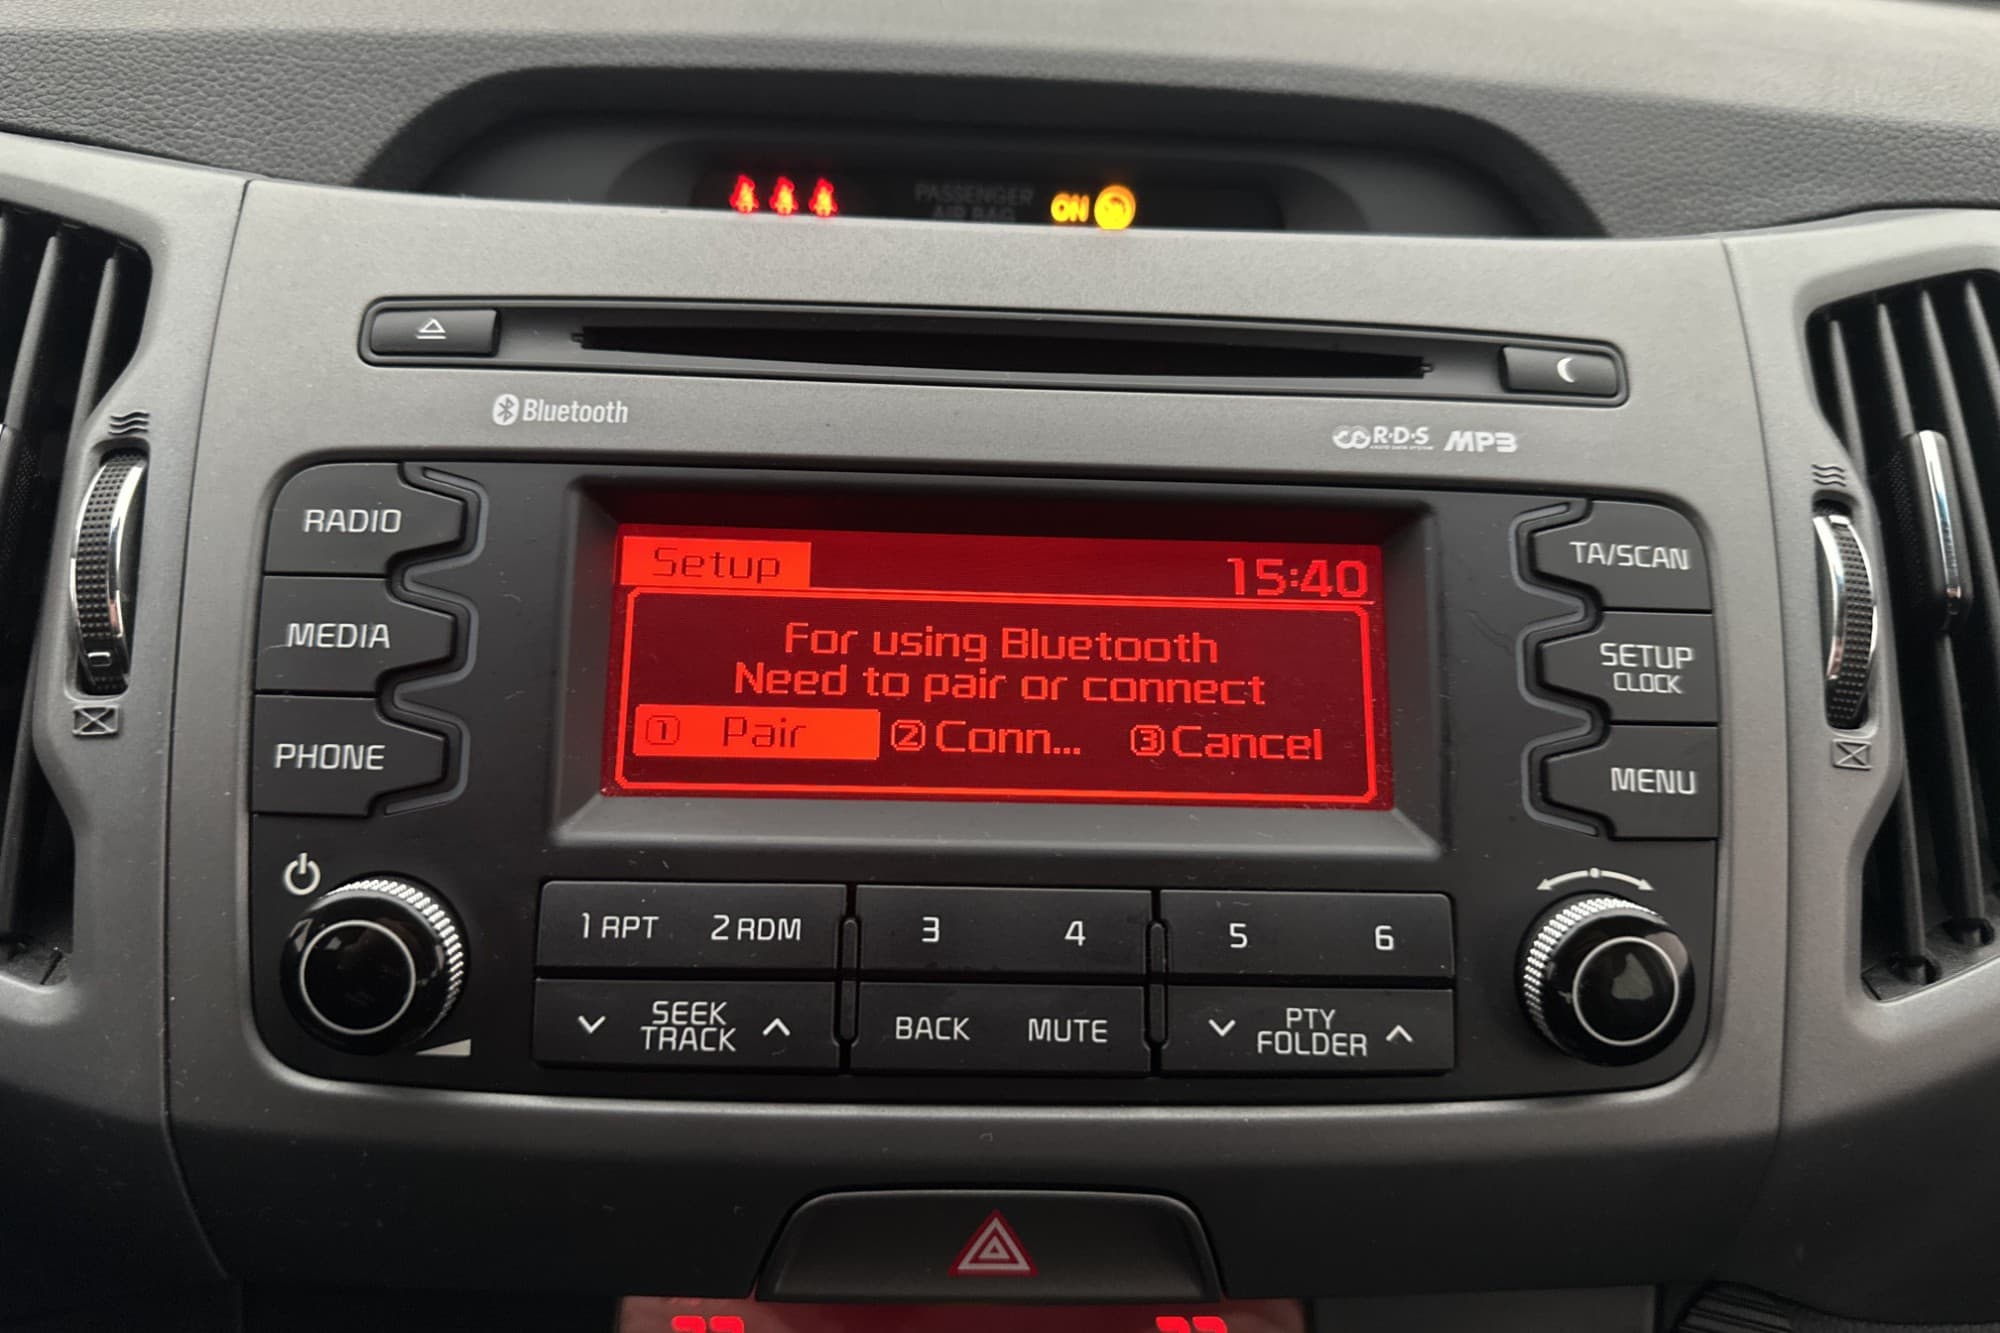 PASSENGER
AIR BAG
ON
Bluetooth
R·D·S MP3
RADIO
MEDIA
PHONE
Setup 15:40
For using Bluetooth
Need to pair or connect
① Pair ② Conn... ③ Cancel
TA/SCAN
SETUP
CLOCK
MENU
1 RPT 2 RDM 3 4 5 6
SEEK
TRACK
BACK MUTE
PTY
FOLDER